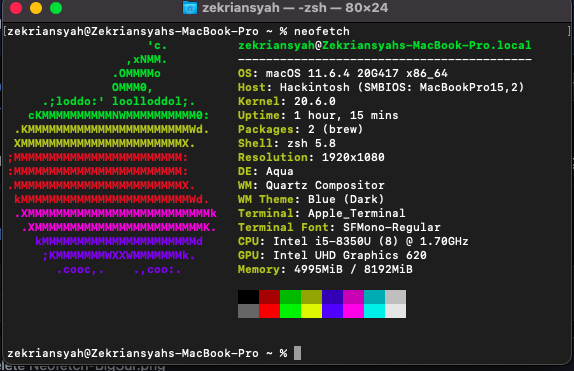 zekriansyah — -zsh — 80×24
[zekriansyah@Zekriansyahs-MacBook-Pro ~ % neofetch ]
'c. zekriansyah@Zekriansyahs-MacBook-Pro.local
,xNMM. ------------------------------------------
.OMMMMo OS: macOS 11.6.4 20G417 x86_64
OMMM0, Host: Hackintosh (SMBIOS: MacBookPro15,2)
.;loddo:' loolloddol;. Kernel: 20.6.0
cKMMMMMMMMMMNWMMMMMMMMMM0: Uptime: 1 hour, 15 mins
.KMMMMMMMMMMMMMMMMMMMMMMMWd. Packages: 2 (brew)
XMMMMMMMMMMMMMMMMMMMMMMMX. Shell: zsh 5.8
;MMMMMMMMMMMMMMMMMMMMMMMM: Resolution: 1920x1080
:MMMMMMMMMMMMMMMMMMMMMMMM: DE: Aqua
.MMMMMMMMMMMMMMMMMMMMMMMMX. WM: Quartz Compositor
kMMMMMMMMMMMMMMMMMMMMMMMMWd. WM Theme: Blue (Dark)
.XMMMMMMMMMMMMMMMMMMMMMMMMMMk Terminal: Apple_Terminal
.XMMMMMMMMMMMMMMMMMMMMMMMMK. Terminal Font: SFMono-Regular
kMMMMMMMMMMMMMMMMMMMMMMd CPU: Intel i5-8350U (8) @ 1.70GHz
;KMMMMMMMWXXWMMMMMMMk. GPU: Intel UHD Graphics 620
.cooc,. .,coo:. Memory: 4995MiB / 8192MiB
zekriansyah@Zekriansyahs-MacBook-Pro ~ %
elete Neofetch-BigSur.png